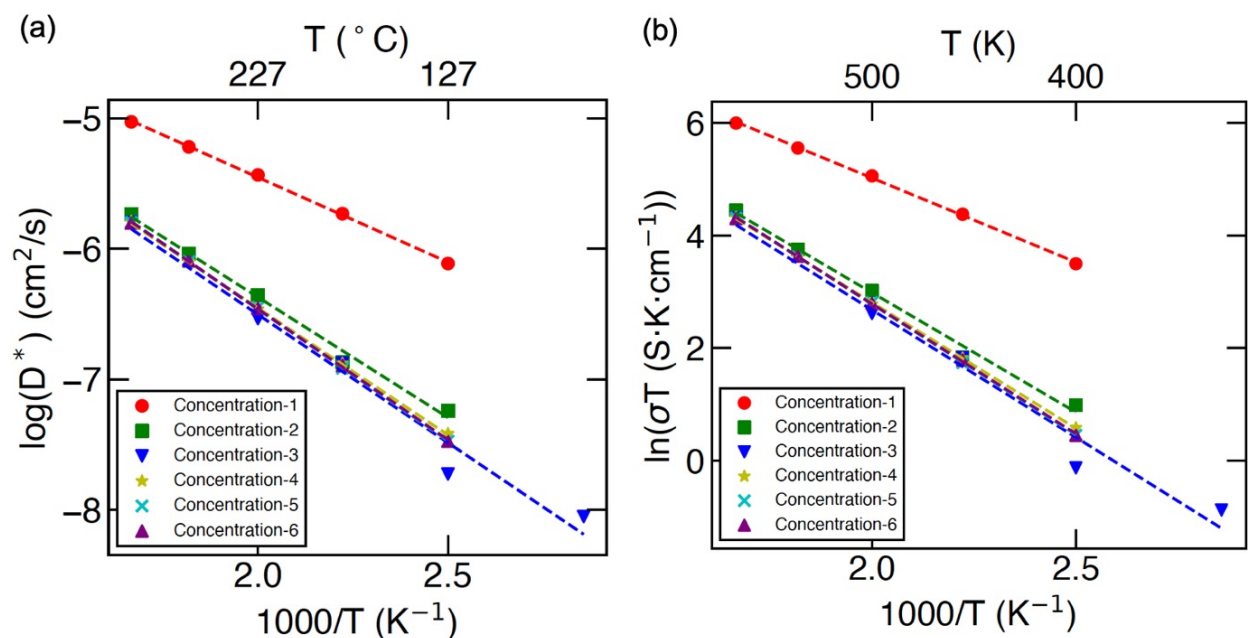 (a)
T (°C)
227 127
log(D*) (cm²/s)
−5
−6
−7
−8
Concentration-1
Concentration-2
Concentration-3
Concentration-4
Concentration-5
Concentration-6
2.0 2.5
1000/T (K⁻¹)
(b)
T (K)
500 400
ln(σT (S·K·cm⁻¹))
6
4
2
0
Concentration-1
Concentration-2
Concentration-3
Concentration-4
Concentration-5
Concentration-6
2.0 2.5
1000/T (K⁻¹)